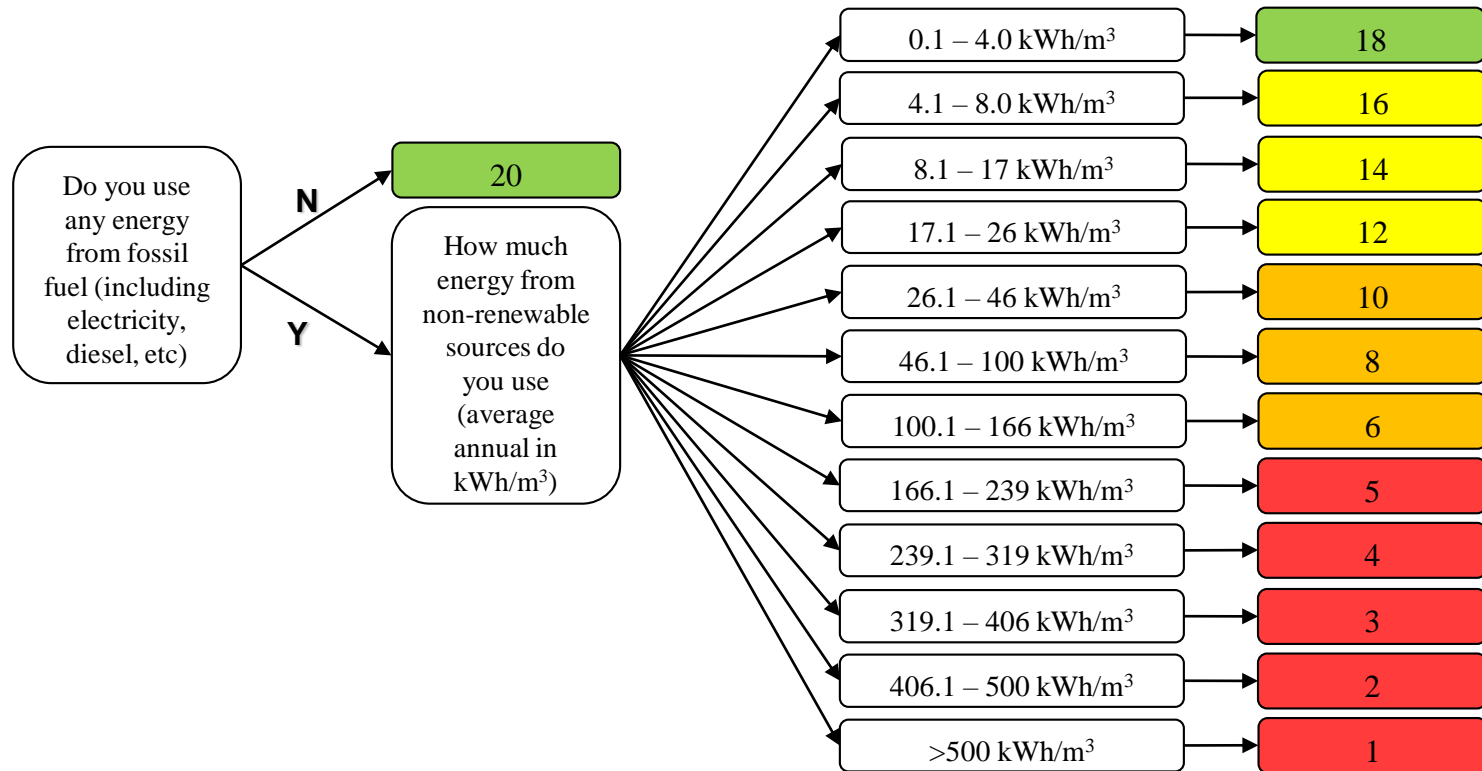 Do you use
any energy
from fossil
fuel (including
electricity,
diesel, etc)
N
Y
20
How much
energy from
non-renewable
sources do
you use
(average
annual in
kWh/m³)
0.1 – 4.0 kWh/m³
18
4.1 – 8.0 kWh/m³
16
8.1 – 17 kWh/m³
14
17.1 – 26 kWh/m³
12
26.1 – 46 kWh/m³
10
46.1 – 100 kWh/m³
8
100.1 – 166 kWh/m³
6
166.1 – 239 kWh/m³
5
239.1 – 319 kWh/m³
4
319.1 – 406 kWh/m³
3
406.1 – 500 kWh/m³
2
>500 kWh/m³
1